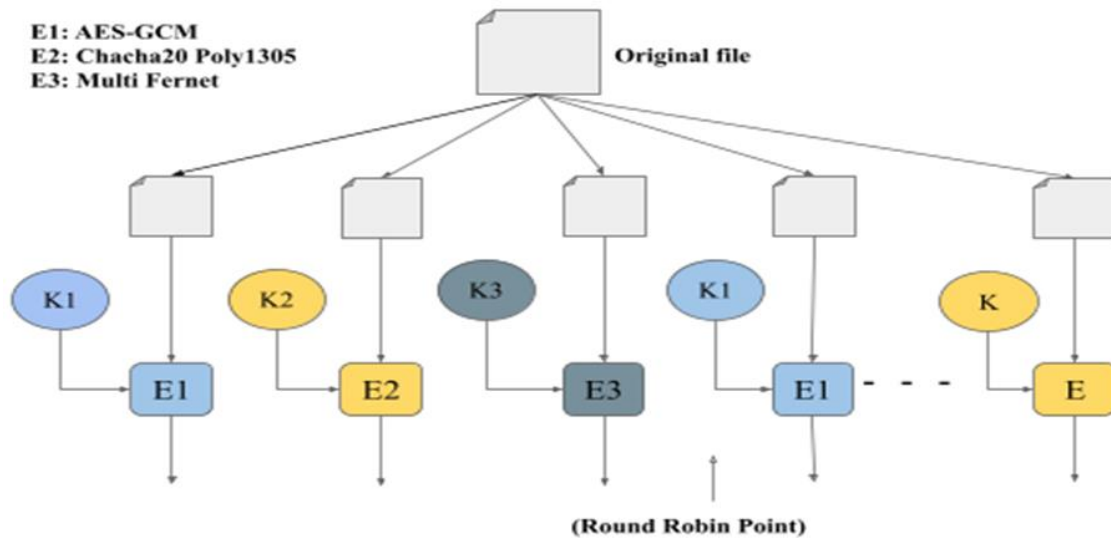 E1: AES-GCM
E2: Chacha20 Poly1305
E3: Multi Fernet
Original file
K1
K2
K3
K1
K
E1
E2
E3
E1
- - -
E
(Round Robin Point)